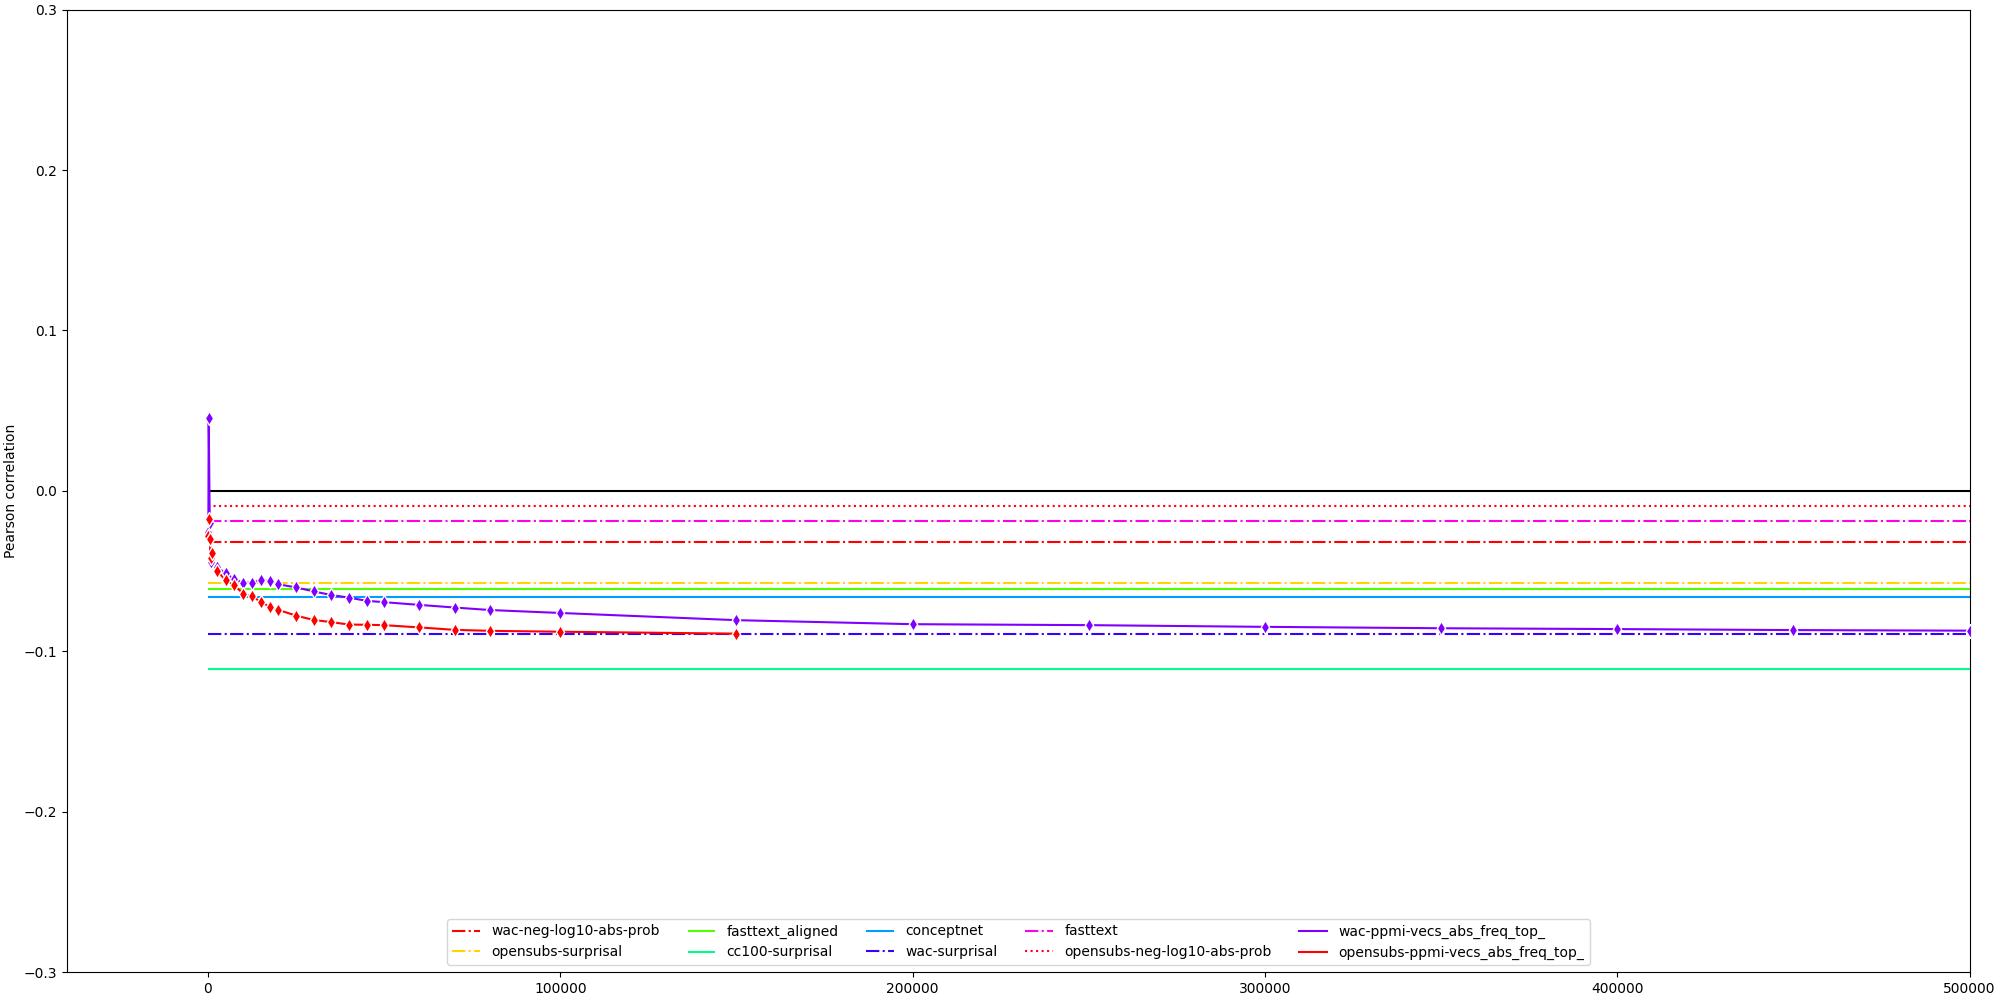 0.3
0.2
0.1
0.0
−0.1
−0.2
−0.3
Pearson correlation
wac-neg-log10-abs-prob
opensubs-surprisal
fasttext_aligned
cc100-surprisal
conceptnet
wac-surprisal
fasttext
opensubs-neg-log10-abs-prob
wac-ppmi-vecs_abs_freq_top_
opensubs-ppmi-vecs_abs_freq_top_
0
100000
200000
300000
400000
500000